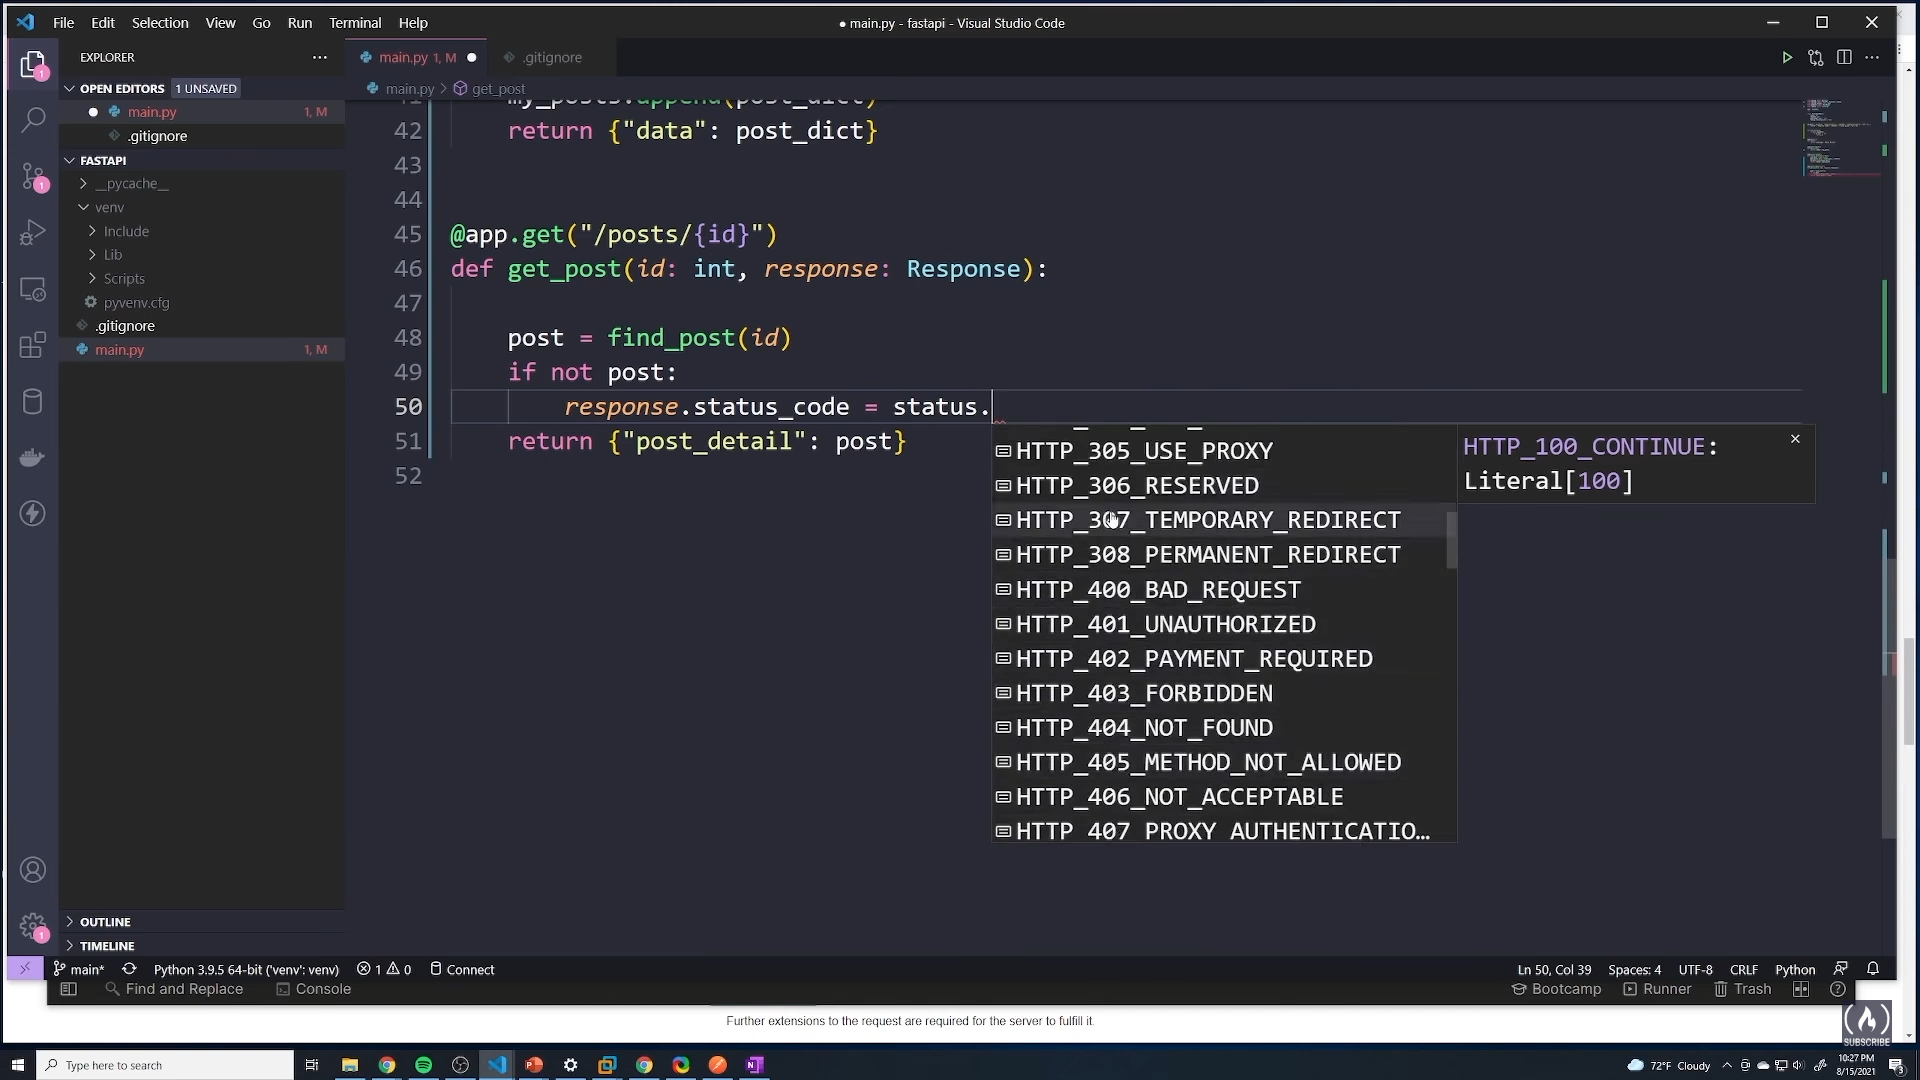 File Edit Selection View Go Run Terminal Help
● main.py - fastapi - Visual Studio Code
EXPLORER
main.py 1, M
.gitignore
OPEN EDITORS 1 UNSAVED
main.py 1, M
.gitignore
FASTAPI
__pycache__
venv
Include
Lib
Scripts
pyvenv.cfg
.gitignore
main.py 1, M
OUTLINE
TIMELINE
main.py > get_post
41 my_posts.append(post_dict)
42 return {"data": post_dict}
43
44
45 @app.get("/posts/{id}")
46 def get_post(id: int, response: Response):
47
48 post = find_post(id)
49 if not post:
50 response.status_code = status.
51 return {"post_detail": post}
52
HTTP_305_USE_PROXY
HTTP_306_RESERVED
HTTP_307_TEMPORARY_REDIRECT
HTTP_308_PERMANENT_REDIRECT
HTTP_400_BAD_REQUEST
HTTP_401_UNAUTHORIZED
HTTP_402_PAYMENT_REQUIRED
HTTP_403_FORBIDDEN
HTTP_404_NOT_FOUND
HTTP_405_METHOD_NOT_ALLOWED
HTTP_406_NOT_ACCEPTABLE
HTTP_407_PROXY_AUTHENTICATIO…
HTTP_100_CONTINUE:
Literal[100]
main* Python 3.9.5 64-bit ('venv': venv) 1 0 Connect
Ln 50, Col 39 Spaces: 4 UTF-8 CRLF Python
Find and Replace Console
Bootcamp Runner Trash
Further extensions to the request are required for the server to fulfill it.
SUBSCRIBE
Type here to search
72°F Cloudy
10:27 PM
8/15/2021